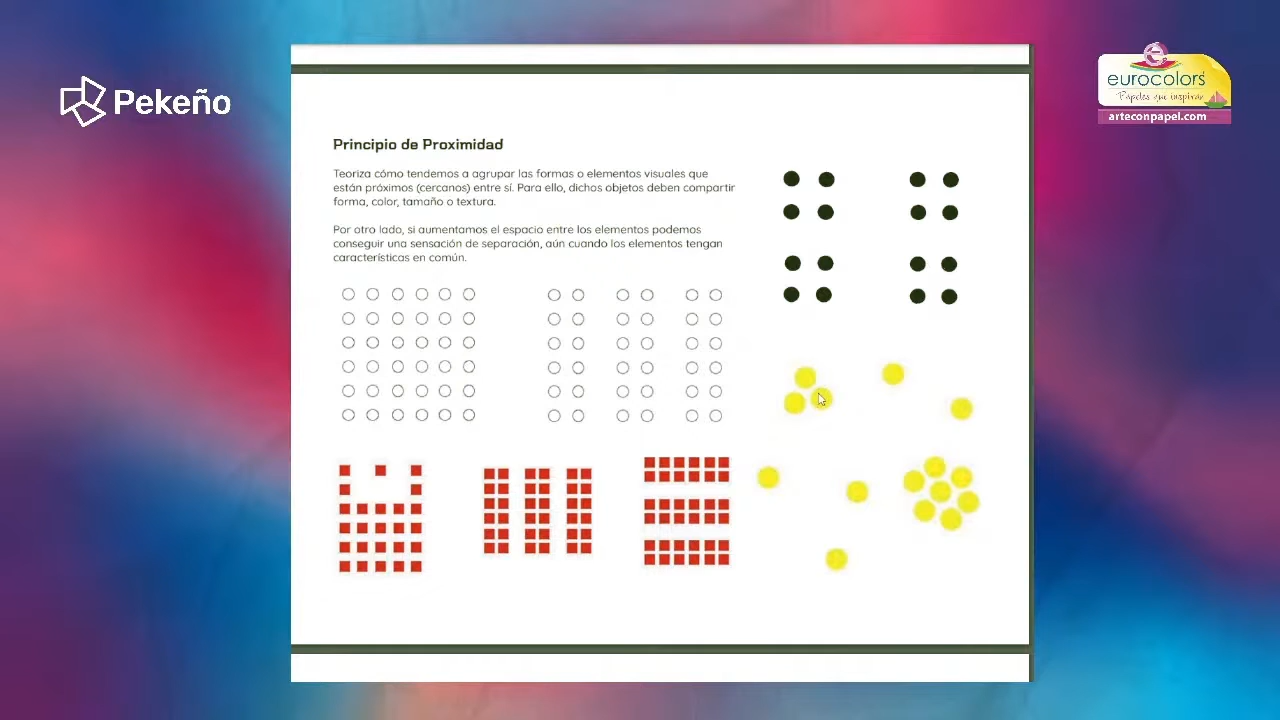 Pekeño
eurocolors
Papeles que inspiran
arteconpapel.com
Principio de Proximidad
Teoriza cómo tendemos a agrupar las formas o elementos visuales que
están próximos (cercanos) entre sí. Para ello, dichos objetos deben compartir
forma, color, tamaño o textura.
Por otro lado, si aumentamos el espacio entre los elementos podemos
conseguir una sensación de separación, aún cuando los elementos tengan
características en común.